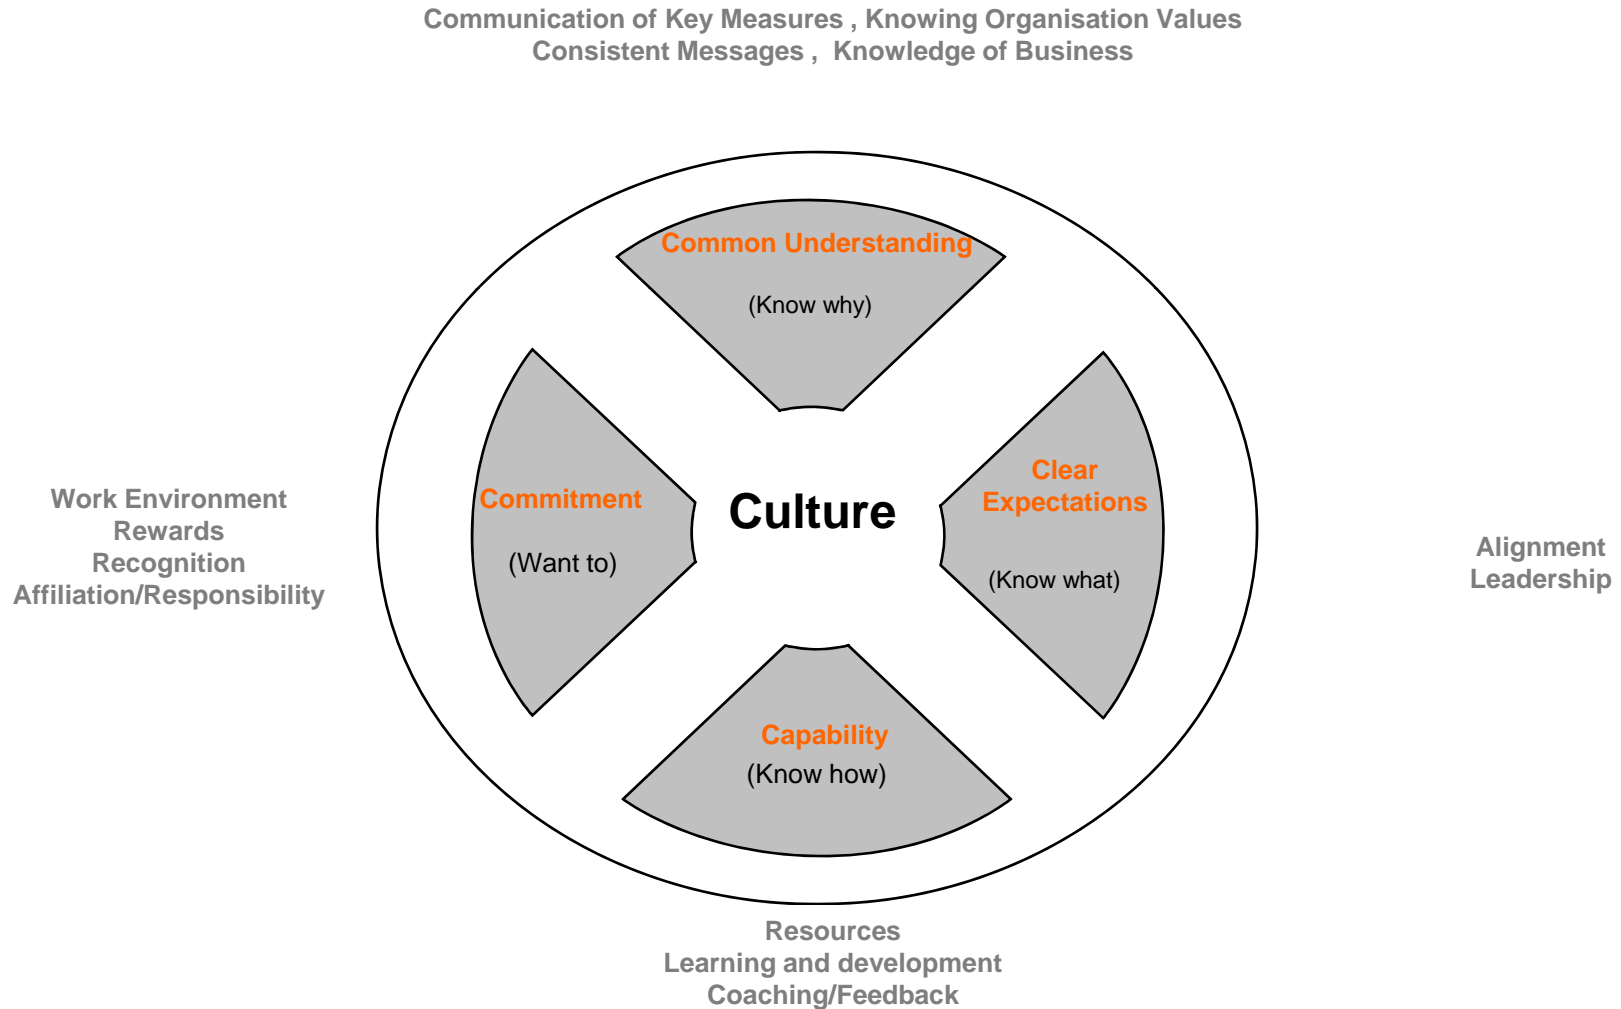 Communication of Key Measures , Knowing Organisation Values
Consistent Messages ,  Knowledge of Business
Common Understanding
(Know why)
Work Environment
Rewards
Recognition
Affiliation/Responsibility
Commitment
(Want to)
Culture
Clear
Expectations
(Know what)
Alignment
Leadership
Capability
(Know how)
Resources
Learning and development
Coaching/Feedback